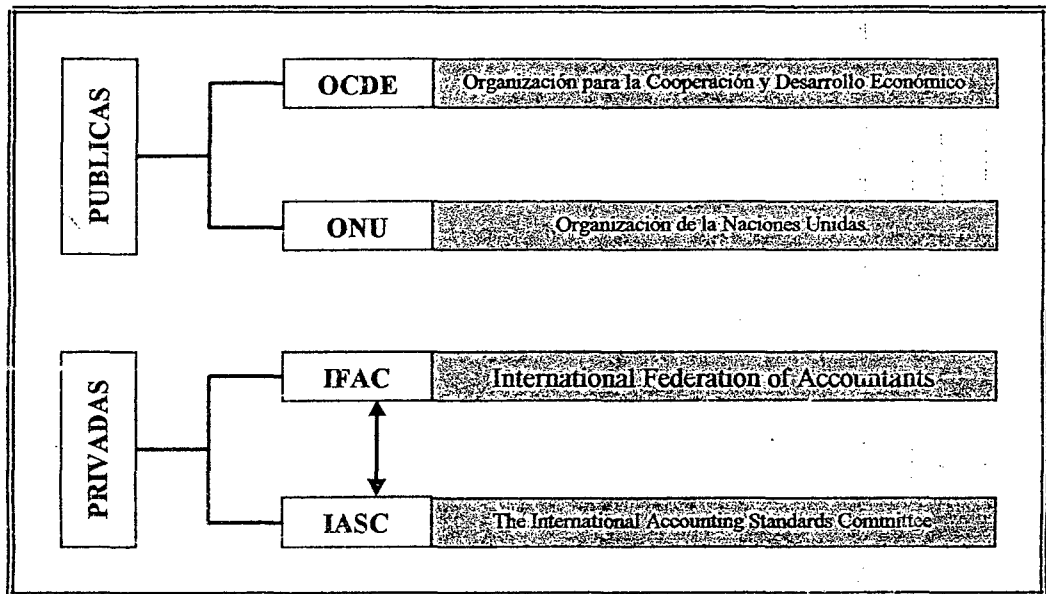 PUBLICAS
OCDE Organización para la Cooperación y Desarrollo Económico
ONU Organización de la Naciones Unidas.
PRIVADAS
IFAC International Federation of Accountants
IASC The International Accounting Standards Committee